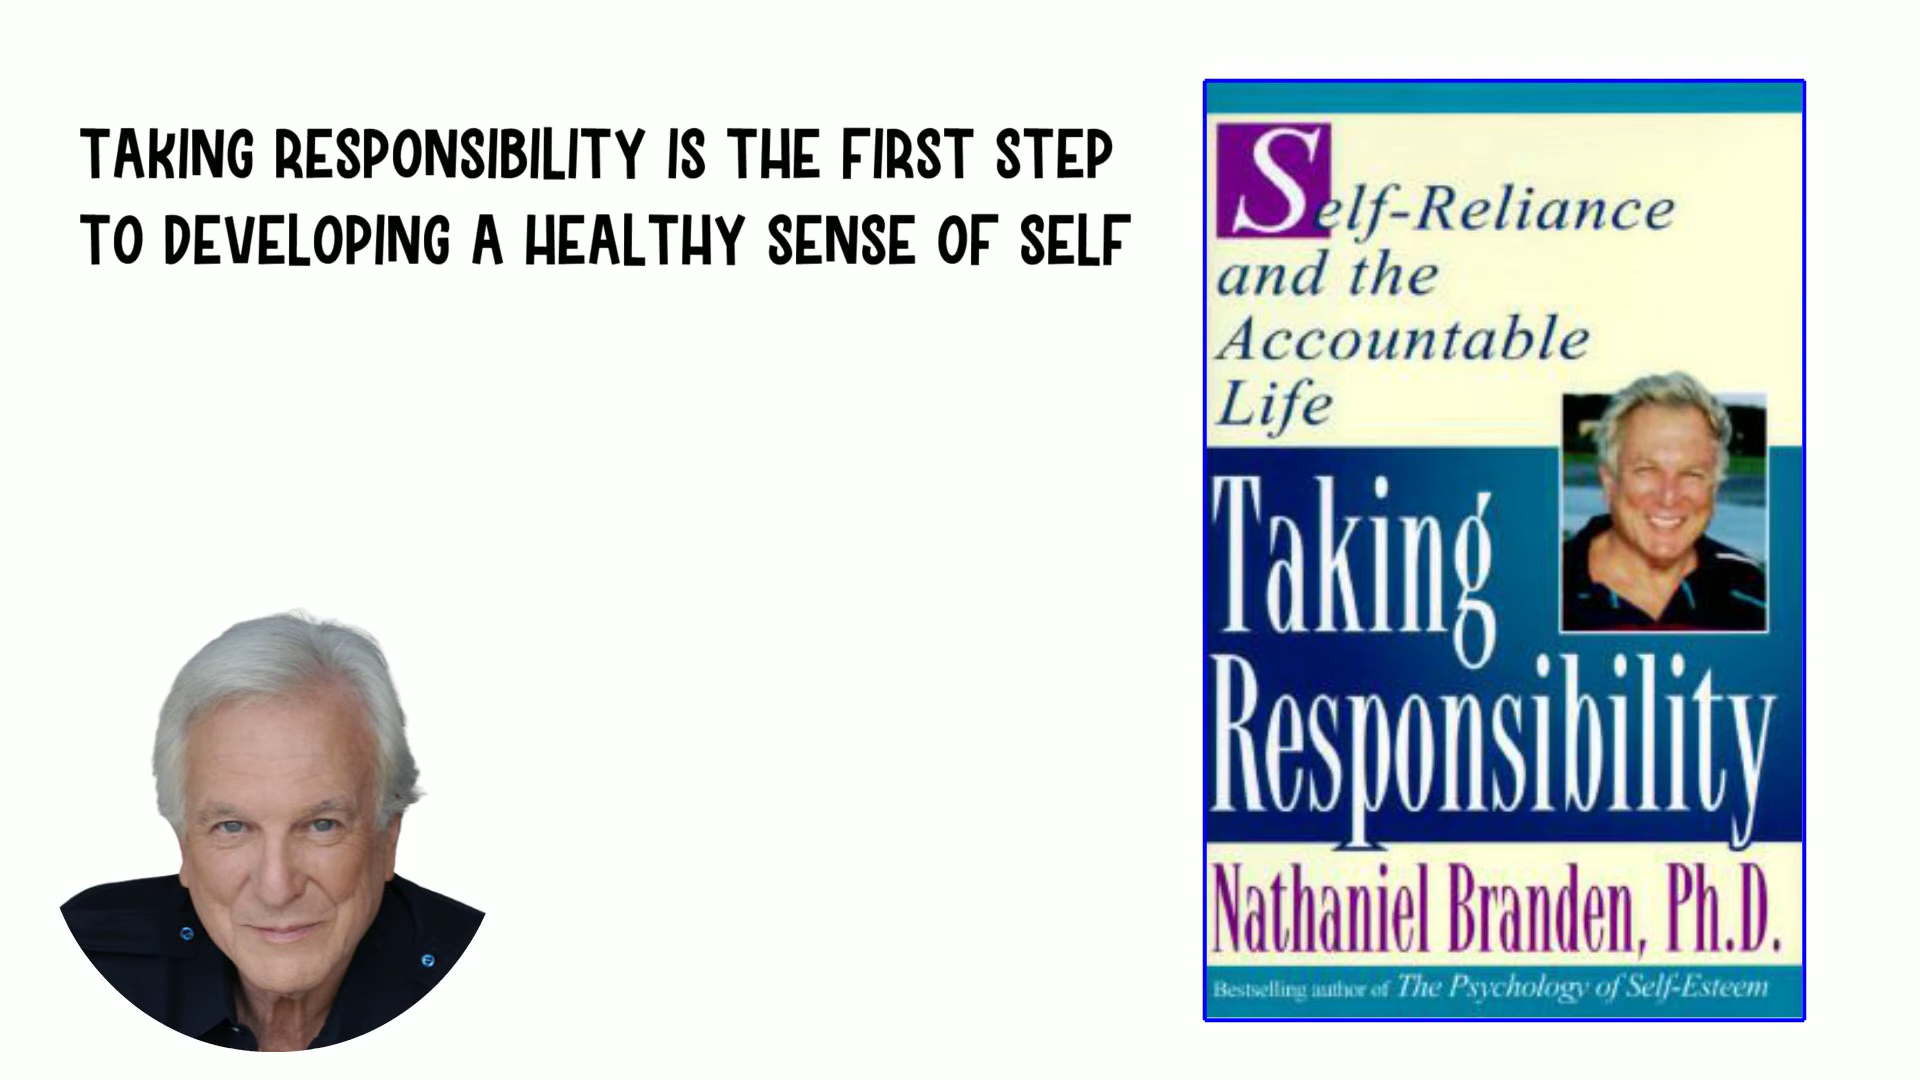 TAKING RESPONSIBILITY IS THE FIRST STEP
TO DEVELOPING A HEALTHY SENSE OF SELF
Self-Reliance
and the
Accountable
Life
Taking
Responsibility
Nathaniel Branden, Ph.D.
Bestselling author of The Psychology of Self-Esteem